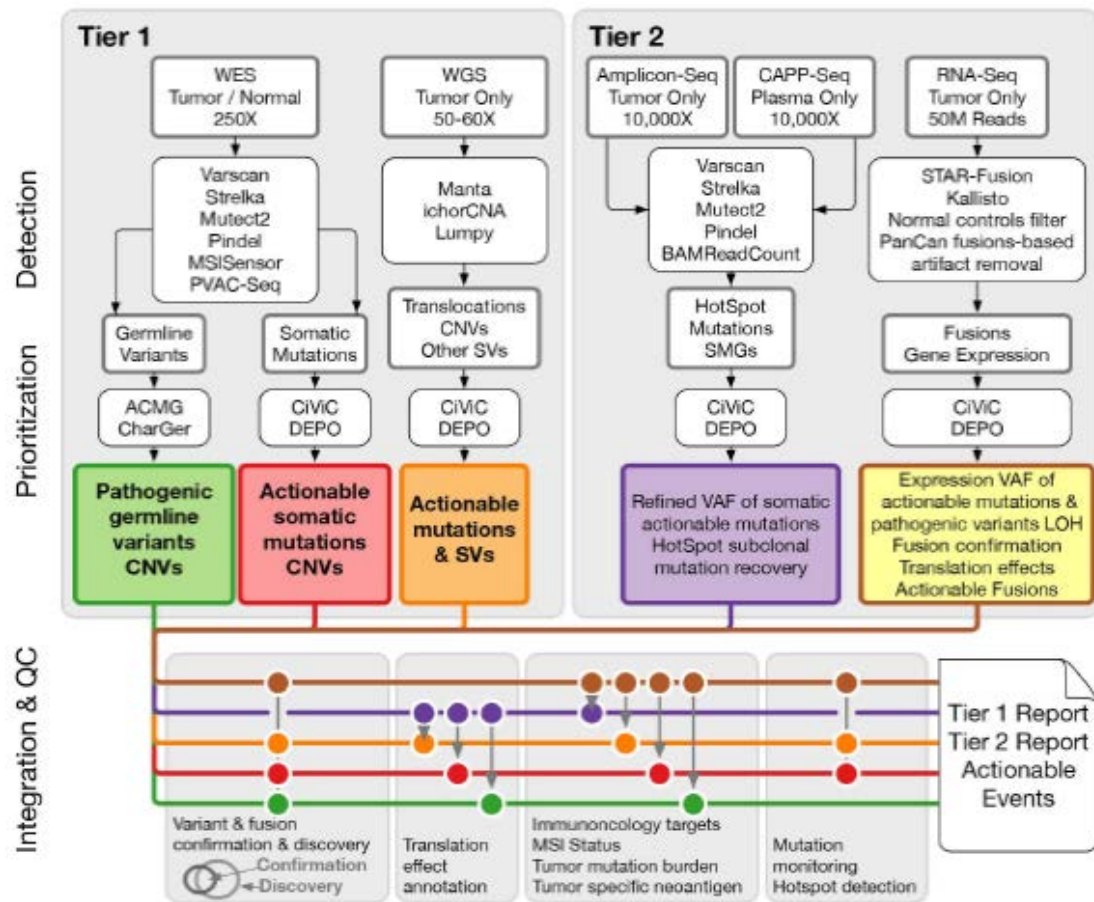 Tier 1
WES
Tumor / Normal
250X
WGS
Tumor Only
50-60X
Varscan
Strelka
Mutect2
Pindel
MSISensor
PVAC-Seq
Manta
ichorCNA
Lumpy
Germline
Variants
Somatic
Mutations
Translocations
CNVs
Other SVs
ACMG
CharGer
CiViC
DEPO
CiViC
DEPO
Pathogenic
germline
variants
CNVs
Actionable
somatic
mutations
CNVs
Actionable
mutations
& SVs
Tier 2
Amplicon-Seq
Tumor Only
10,000X
CAPP-Seq
Plasma Only
10,000X
RNA-Seq
Tumor Only
50M Reads
Varscan
Strelka
Mutect2
Pindel
BAMReadCount
STAR-Fusion
Kallisto
Normal controls filter
PanCan fusions-based
artifact removal
HotSpot
Mutations
SMGs
Fusions
Gene Expression
CiViC
DEPO
CiViC
DEPO
Refined VAF of somatic
actionable mutations
HotSpot subclonal
mutation recovery
Expression VAF of
actionable mutations &
pathogenic variants LOH
Fusion confirmation
Translation effects
Actionable Fusions
Detection
Prioritization
Integration & QC
Variant & fusion
confirmation & discovery
Confirmation
Discovery
Translation
effect
annotation
Immunoncology targets
MSI Status
Tumor mutation burden
Tumor specific neoantigen
Mutation
monitoring
Hotspot detection
Tier 1 Report
Tier 2 Report
Actionable
Events